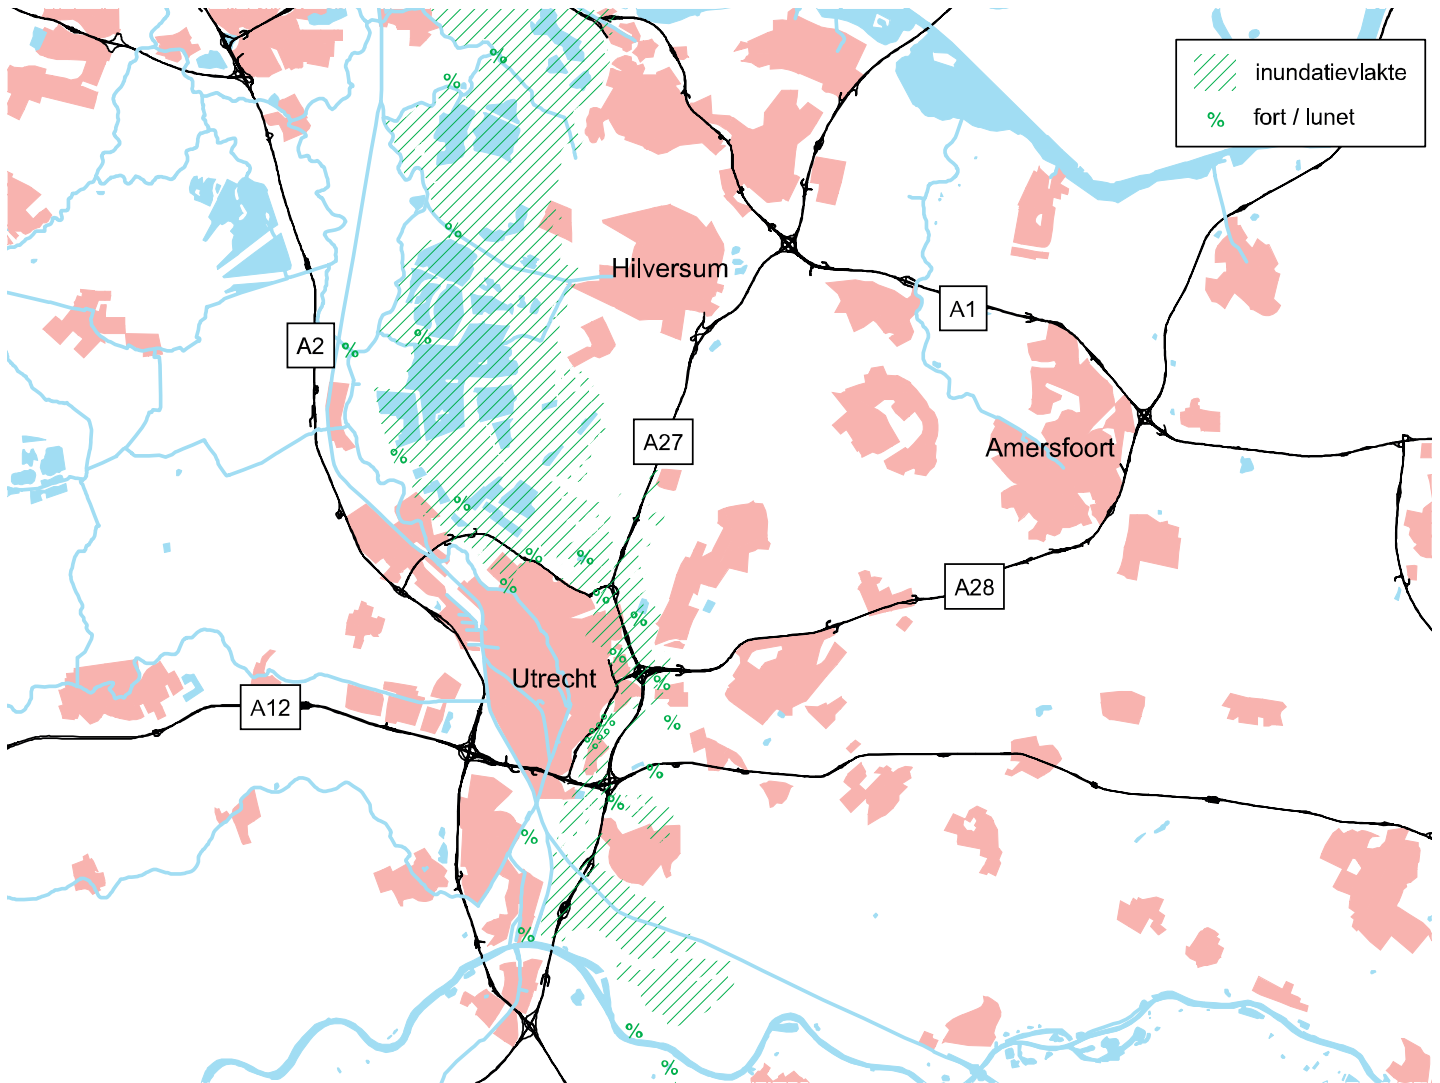 inundatievlakte
fort / lunet
Hilversum
A1
A2
A27
Amersfoort
A28
Utrecht
A12